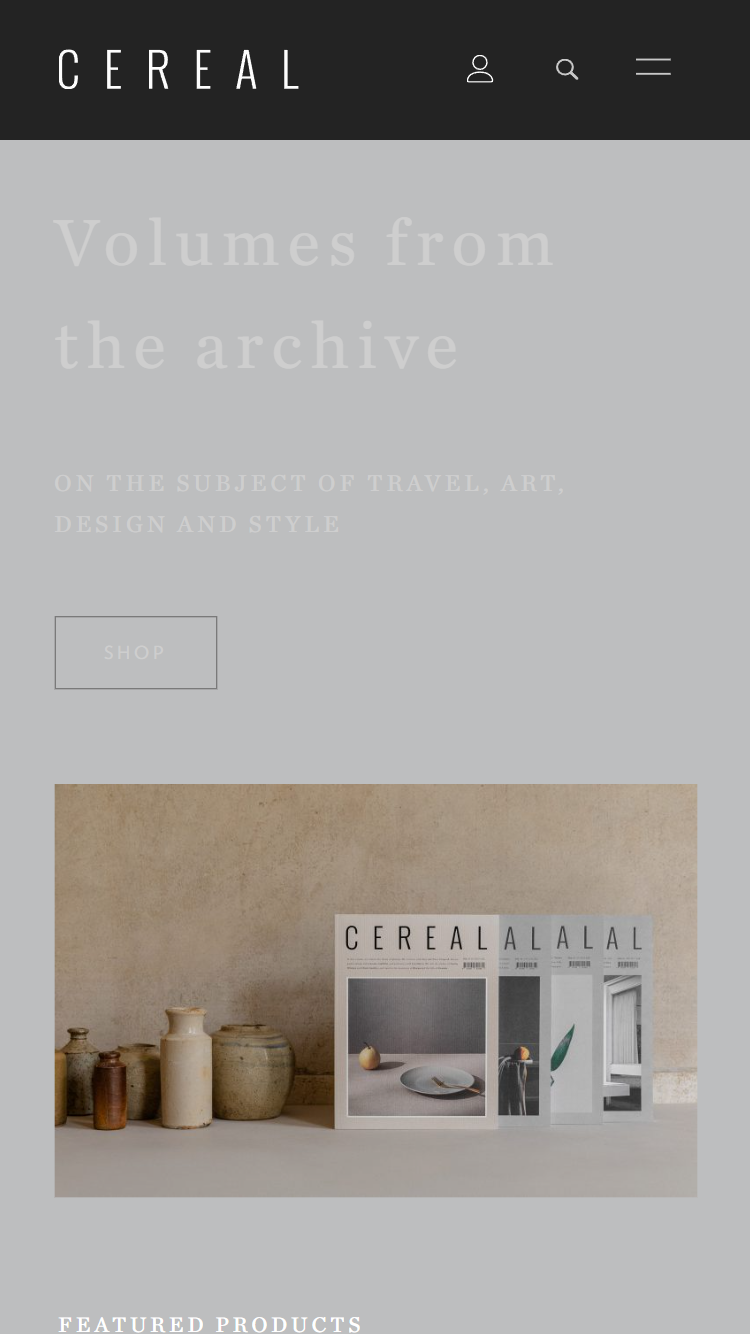 CEREAL
Volumes from
the archive
ON THE SUBJECT OF TRAVEL, ART,
DESIGN AND STYLE
SHOP
CEREAL
AL
AL
AL
FEATURED PRODUCTS